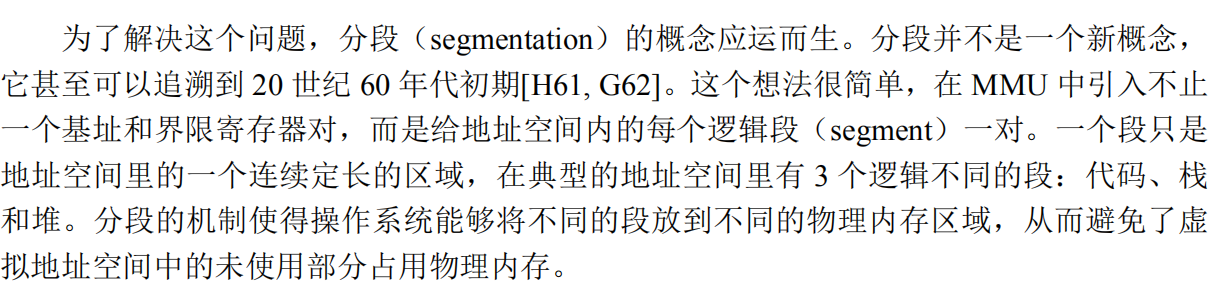 为了解决这个问题，分段（segmentation）的概念应运而生。分段并不是一个新概念，
它甚至可以追溯到 20 世纪 60 年代初期[H61, G62]。这个想法很简单，在 MMU 中引入不止
一个基址和界限寄存器对，而是给地址空间内的每个逻辑段（segment）一对。一个段只是
地址空间里的一个连续定长的区域，在典型的地址空间里有 3 个逻辑不同的段：代码、栈
和堆。分段的机制使得操作系统能够将不同的段放到不同的物理内存区域，从而避免了虚
拟地址空间中的未使用部分占用物理内存。